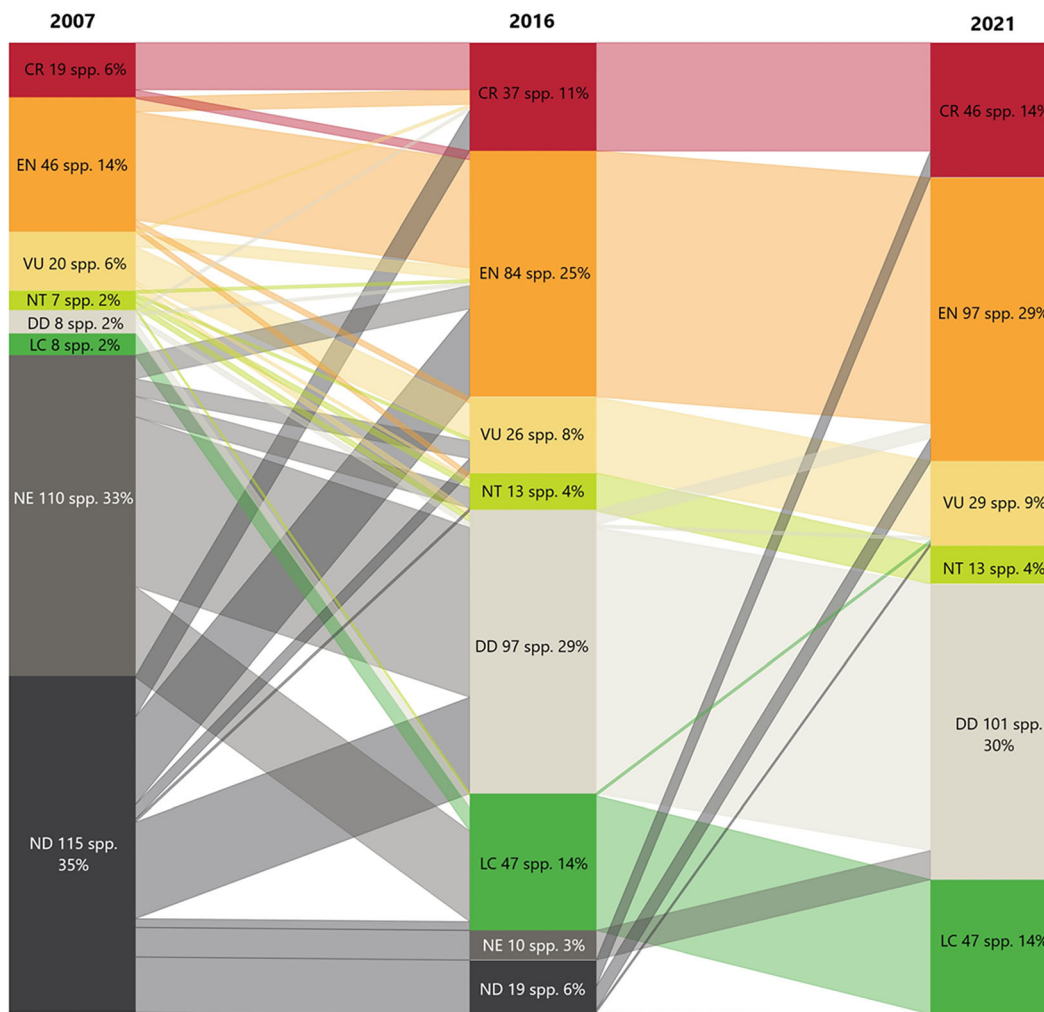 2007
2016
2021
CR 19 spp. 6%
EN 46 spp. 14%
VU 20 spp. 6%
NT 7 spp. 2%
DD 8 spp. 2%
LC 8 spp. 2%
NE 110 spp. 33%
ND 115 spp.
35%
CR 37 spp. 11%
EN 84 spp. 25%
VU 26 spp. 8%
NT 13 spp. 4%
DD 97 spp. 29%
LC 47 spp. 14%
NE 10 spp. 3%
ND 19 spp. 6%
CR 46 spp. 14%
EN 97 spp. 29%
VU 29 spp. 9%
NT 13 spp. 4%
DD 101 spp.
30%
LC 47 spp. 14%